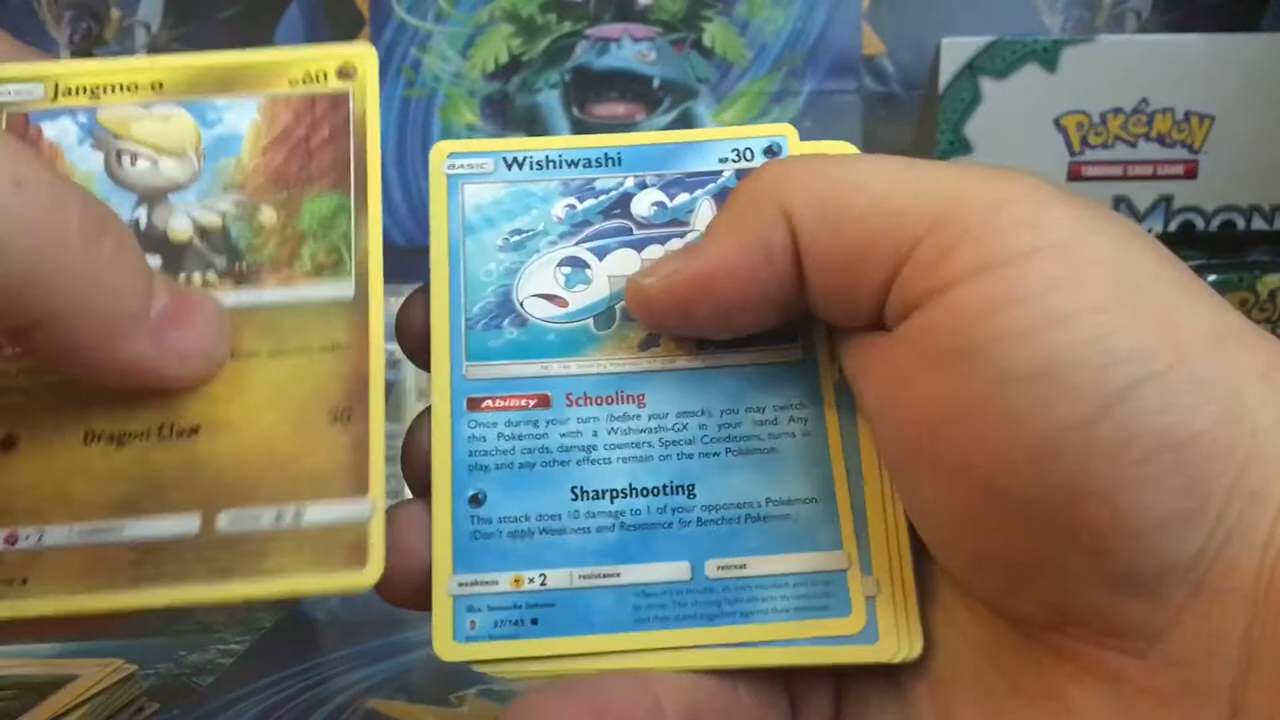 Jangmo-o 60
Dragon Claw
× 2
BASIC Wishiwashi HP 30
Ability Schooling
Once during your turn (before your attack), you may switch
this Pokémon with a Wishiwashi-GX in your hand. Any
attached cards, damage counters, Special Conditions, turns in
play, and any other effects remain on the new Pokémon.
Sharpshooting
This attack does 10 damage to 1 of your opponent's Pokémon.
(Don't apply Weakness and Resistance for Benched Pokémon.)
weakness × 2 resistance retreat
37/145
POKéMON
TRADING CARD GAME
MOON